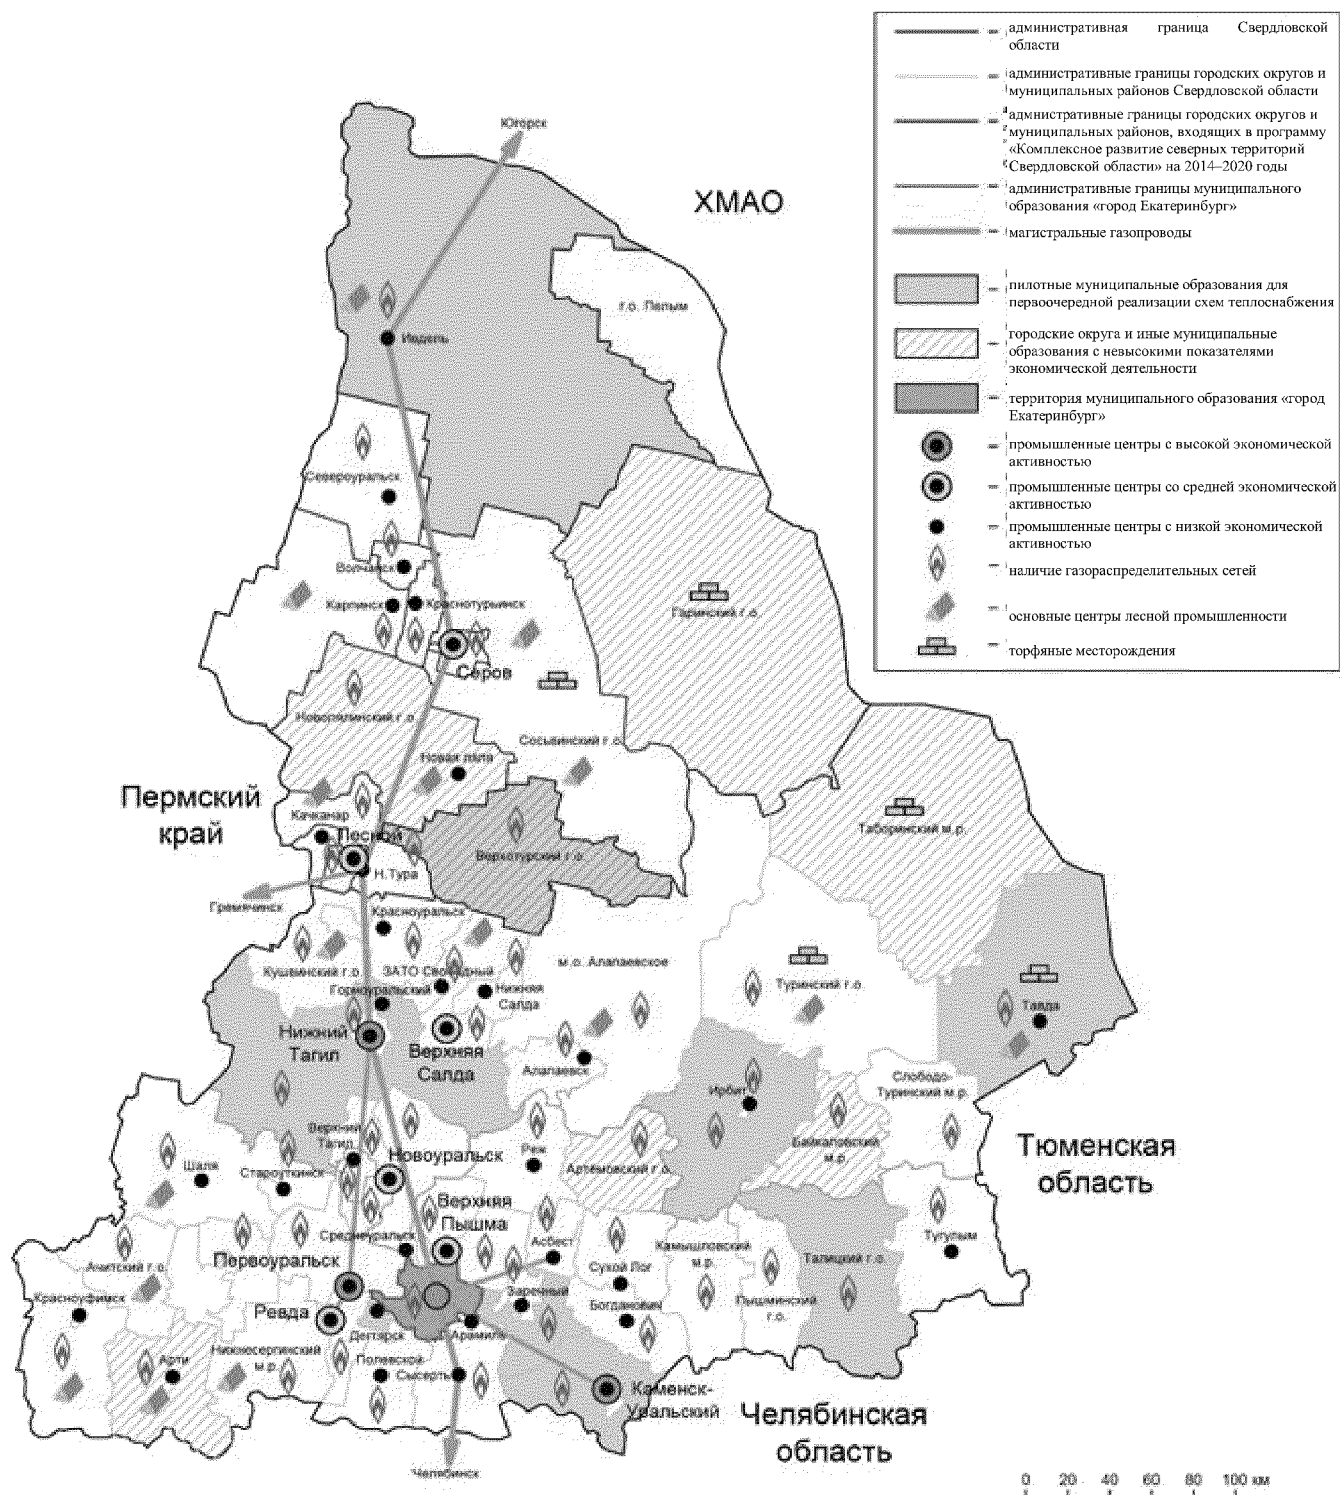 административная граница Свердловской
области
административные границы городских округов и
муниципальных районов Свердловской области
административные границы городских округов и
муниципальных районов, входящих в программу
«Комплексное развитие северных территорий
Свердловской области» на 2014–2020 годы
административные границы муниципального
образования «город Екатеринбург»
магистральные газопроводы
пилотные муниципальные образования для
первоочередной реализации схем теплоснабжения
городские округа и иные муниципальные
образования с невысокими показателями
экономической деятельности
территория муниципального образования «город
Екатеринбург»
промышленные центры с высокой экономической
активностью
промышленные центры со средней экономической
активностью
промышленные центры с низкой экономической
активностью
наличие газораспределительных сетей
основные центры лесной промышленности
торфяные месторождения
Югорск
ХМАО
г.о. Пелым
Ивдель
Североуральск
Волчанск
Карпинск
Краснотурьинск
Гаринский г.о.
Серов
Новолялинский г.о.
Сосьвинский г.о.
Новая ляля
Пермский
край
Качканар
Лесной
Таборинский м.р.
Верхотурский г.о.
Н.Тура
Гремячинск
Красноуральск
Кушвинский г.о.
ЗАТО Свободный
м.о. Алапаевское
Горноуральский
Нижняя
Салда
Туринский г.о.
Тавда
Нижний
Тагил
Верхняя
Салда
Алапаевск
Ирбит
Слободо-
Туринский м.р.
Верхний
Тагил
Новоуральск
Реж
Артёмовский г.о.
Байкаловский
м.р.
Тюменская
область
Шаля
Староуткинск
Верхняя
Пышма
Среднеуральск
Асбест
Камышловский
м.р.
Талицкий г.о.
Тугулым
Ачитский г.о.
Первоуральск
Сухой Лог
Красноуфимск
Ревда
Заречный
Богданович
Пышминский
г.о.
Дегтярск
Арамиль
Арти
Нижнесергинский
м.р.
Полевской
Сысерть
Каменск-
Уральский
Челябинская
область
Челябинск
0 20 40 60 80 100 км